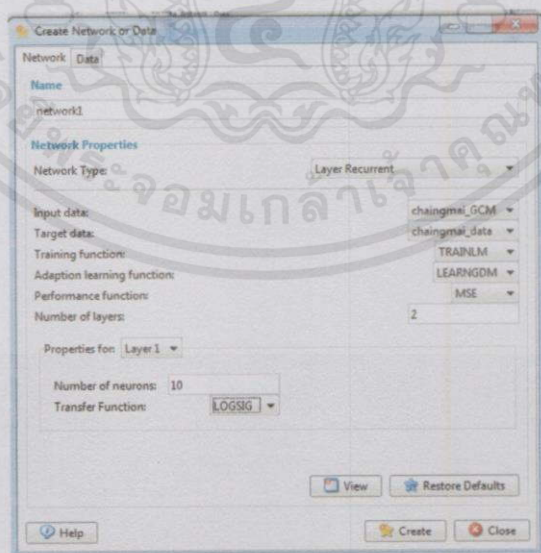 Create Network or Data
Network Data
Name
network1
Network Properties
Network Type: Layer Recurrent
Input data: chaingmai_GCM
Target data: chaingmai_data
Training function: TRAINLM
Adaption learning function: LEARNGDM
Performance function: MSE
Number of layers: 2
Properties for: Layer 1
Number of neurons: 10
Transfer Function: LOGSIG
View Restore Defaults
Help Create Close